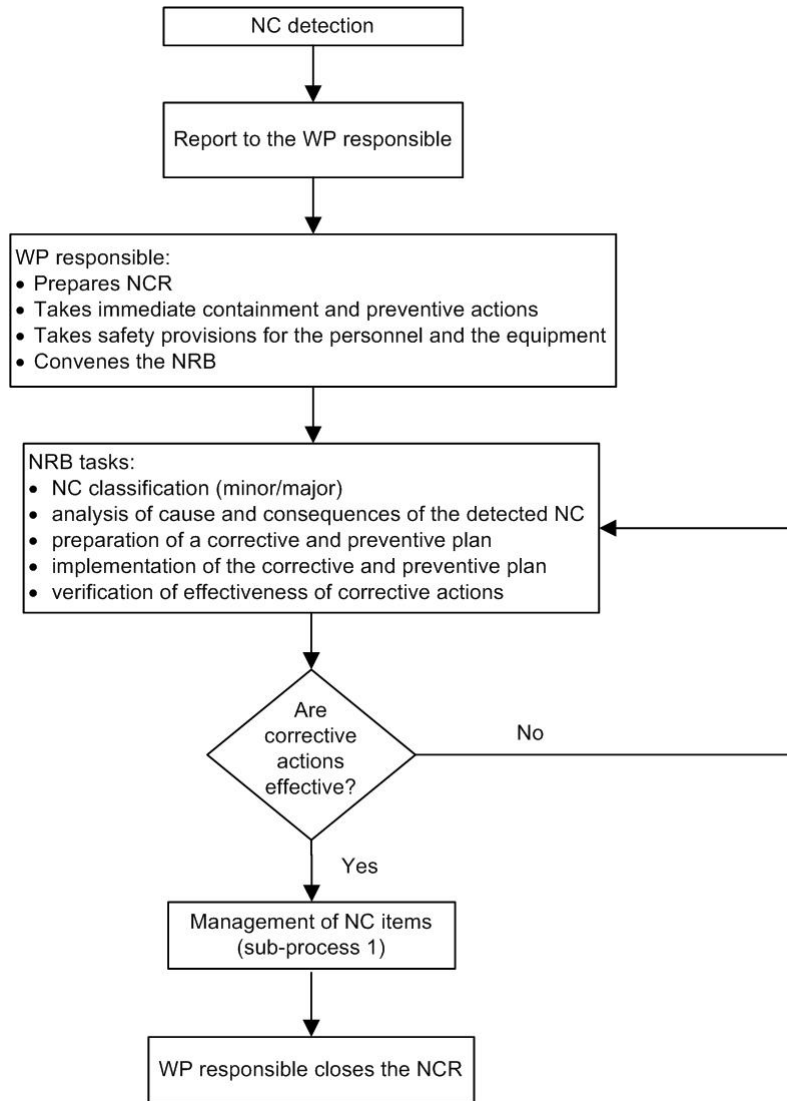 NC detection
Report to the WP responsible
WP responsible:
• Prepares NCR
• Takes immediate containment and preventive actions
• Takes safety provisions for the personnel and the equipment
• Convenes the NRB
NRB tasks:
• NC classification (minor/major)
• analysis of cause and consequences of the detected NC
• preparation of a corrective and preventive plan
• implementation of the corrective and preventive plan
• verification of effectiveness of corrective actions
Are
corrective
actions
effective?
No
Yes
Management of NC items
(sub-process 1)
WP responsible closes the NCR